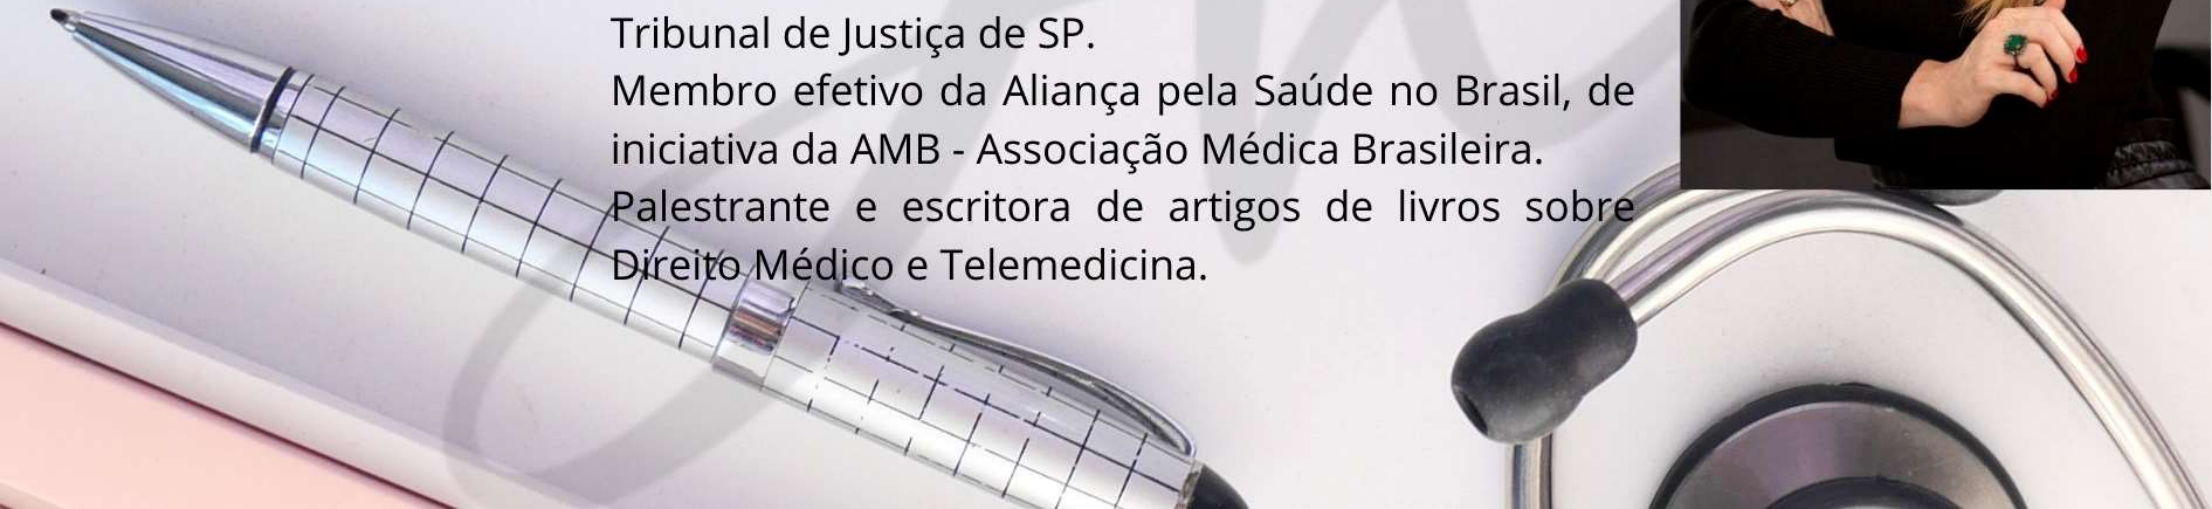 Tribunal de Justiça de SP.
Membro efetivo da Aliança pela Saúde no Brasil, de
iniciativa da AMB - Associação Médica Brasileira.
Palestrante e escritora de artigos de livros sobre
Direito Médico e Telemedicina.